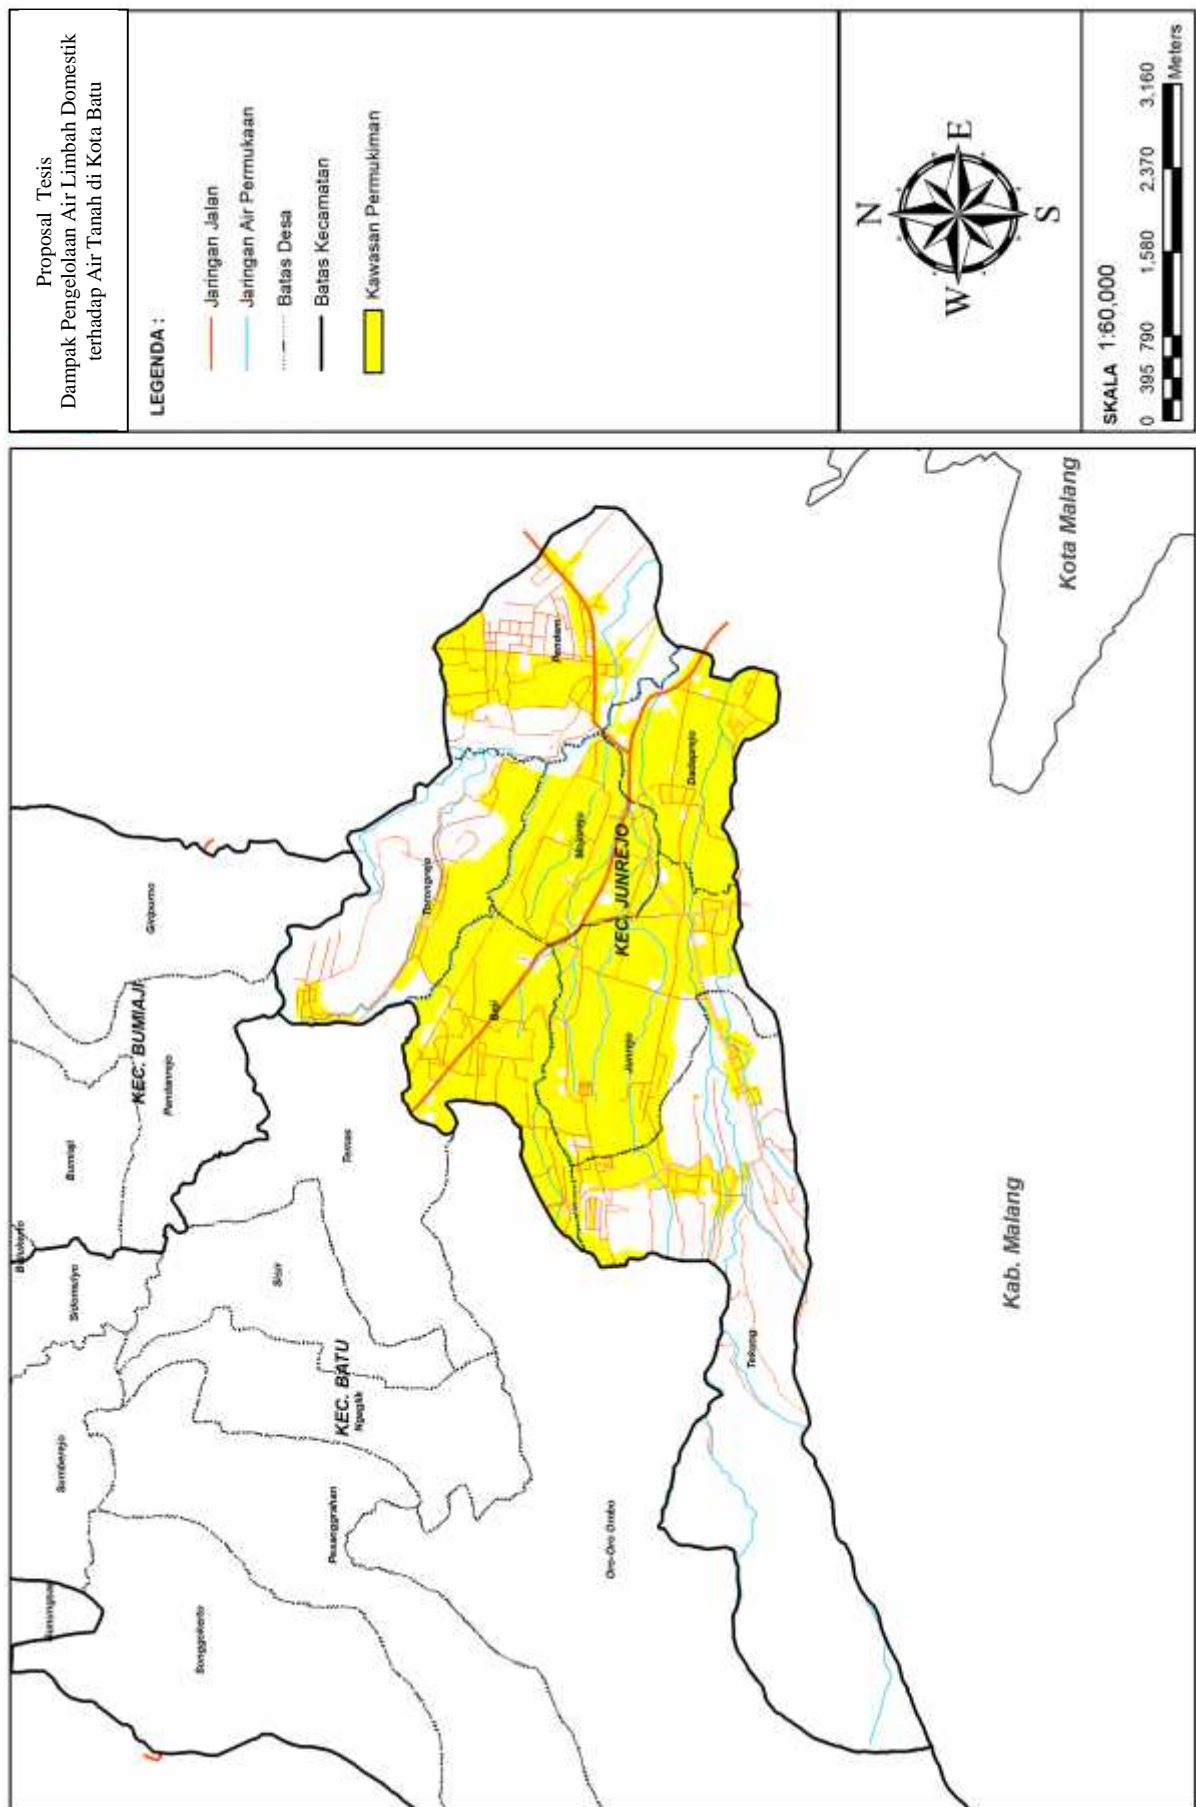 Proposal Tesis
Dampak Pengelolaan Air Limbah Domestik
terhadap Air Tanah di Kota Batu
LEGENDA :
Jaringan Jalan
Jaringan Air Permukaan
Batas Desa
Batas Kecamatan
Kawasan Permukiman
N
W
E
S
SKALA 1:60,000
0 395 790 1,580 2,370 3,160
Meters
Sidomulyo
Bumiaji
Giripurno
KEC. BUMIAJI
Pandanrejo
Sumberejo
Songgokerto
Sisir
Temas
KEC. BATU
Ngaglik
Pesanggrahan
Oro-Oro Ombo
Torongrejo
Pendem
Beji
Mojorejo
KEC. JUNREJO
Junrejo
Dadaprejo
Tekung
Kota Malang
Kab. Malang